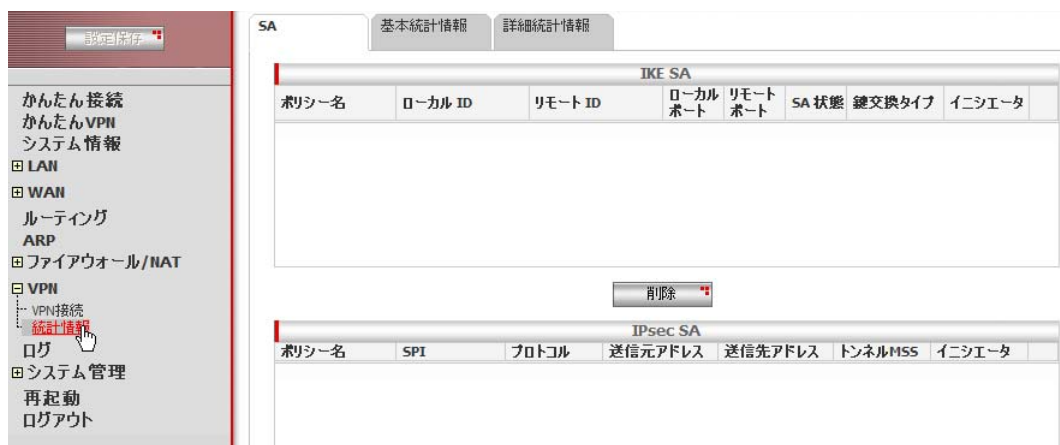 設定保存
かんたん接続
かんたんVPN
システム情報
LAN
WAN
ルーティング
ARP
ファイアウォール/NAT
VPN
VPN接続
統計情報
ログ
システム管理
再起動
ログアウト
SA 基本統計情報 詳細統計情報
IKE SA
ポリシー名 ローカル ID リモート ID ローカルポート リモートポート SA 状態 鍵交換タイプ イニシエータ
削除
IPsec SA
ポリシー名 SPI プロトコル 送信元アドレス 送信先アドレス トンネルMSS イニシエータ